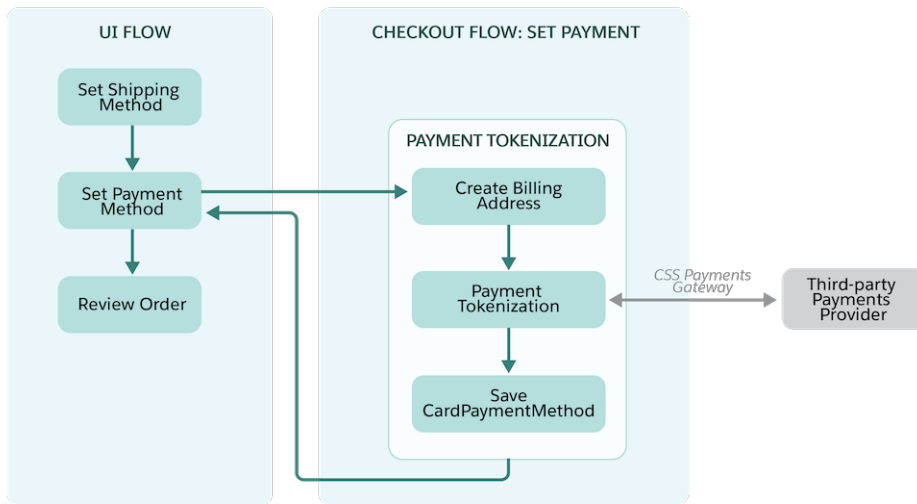 UI FLOW
Set Shipping
Method
Set Payment
Method
Review Order
CHECKOUT FLOW: SET PAYMENT
PAYMENT TOKENIZATION
Create Billing
Address
Payment
Tokenization
Save
CardPaymentMethod
CSS Payments
Gateway
Third-party
Payments
Provider